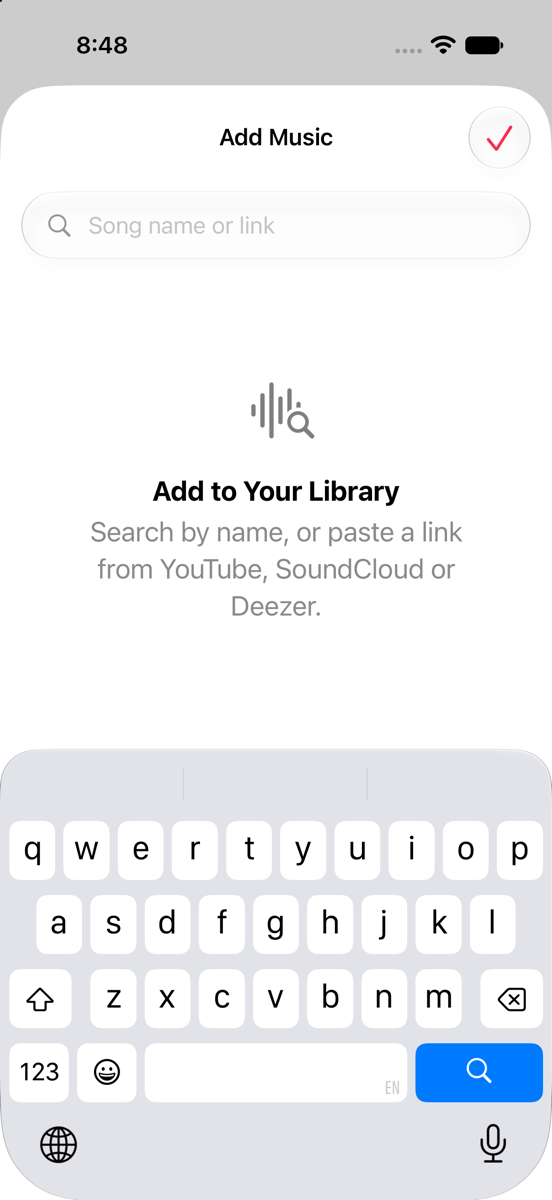 8:48
Add Music
Song name or link
Add to Your Library
Search by name, or paste a link
from YouTube, SoundCloud or
Deezer.
q w e r t y u i o p
a s d f g h j k l
z x c v b n m
123
EN